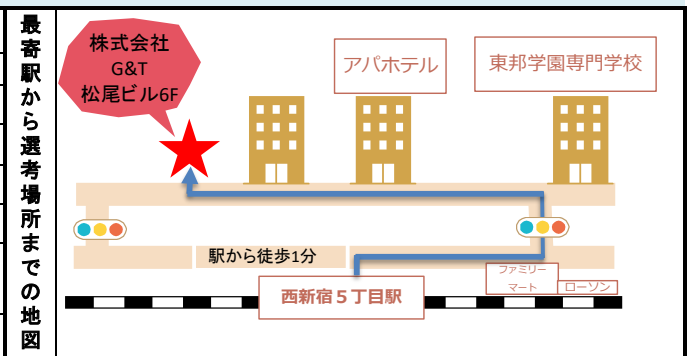 最寄駅から選考場所までの地図
株式会社
G&T
松尾ビル6F
アパホテル
東邦学園専門学校
駅から徒歩1分
西新宿５丁目駅
ファミリー
マート
ローソン